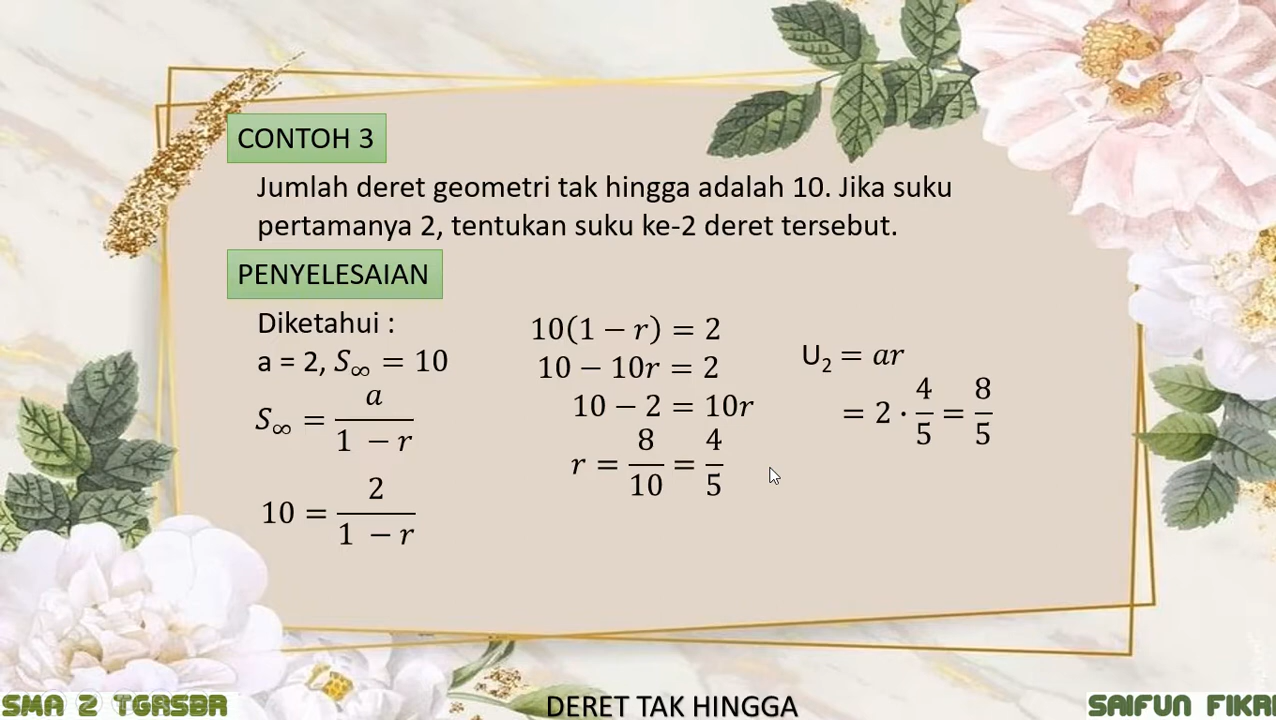 CONTOH 3
Jumlah deret geometri tak hingga adalah 10. Jika suku
pertamanya 2, tentukan suku ke-2 deret tersebut.
PENYELESAIAN
Diketahui :
a = 2, S∞ = 10
S∞ = a / (1 − r)
10 = 2 / (1 − r)
10(1 − r) = 2
10 − 10r = 2
10 − 2 = 10r
r = 8/10 = 4/5
U₂ = ar
= 2 · 4/5 = 8/5
SMA 2 TGRSBR
DERET TAK HINGGA
SAIFUN FIKRI